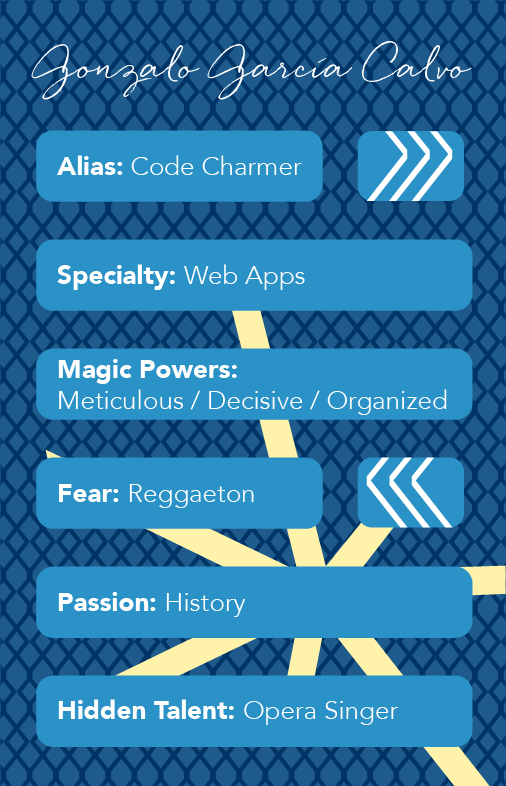 Gonzalo García Calvo
Alias: Code Charmer
Specialty: Web Apps
Magic Powers:
Meticulous / Decisive / Organized
Fear: Reggaeton
Passion: History
Hidden Talent: Opera Singer